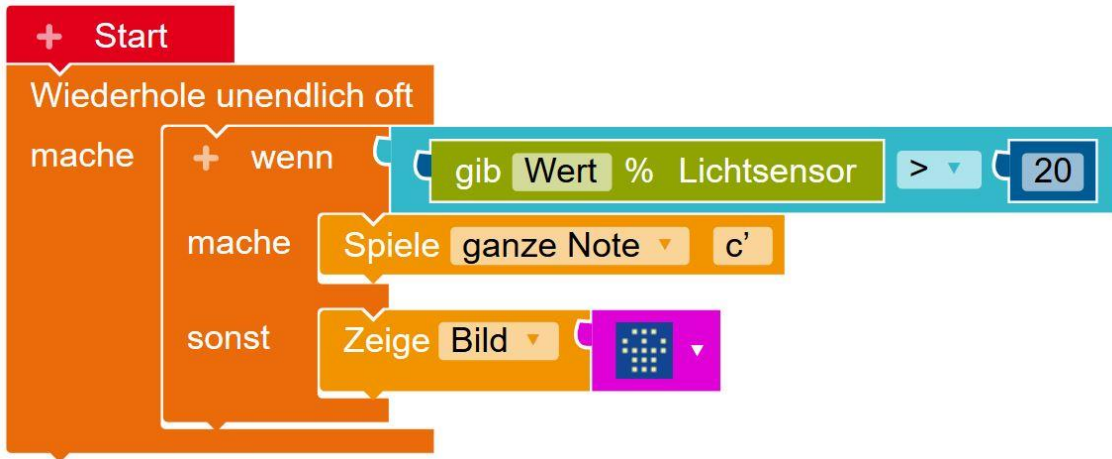 + Start
Wiederhole unendlich oft
mache + wenn gib Wert % Lichtsensor > 20
mache Spiele ganze Note c’
sonst Zeige Bild